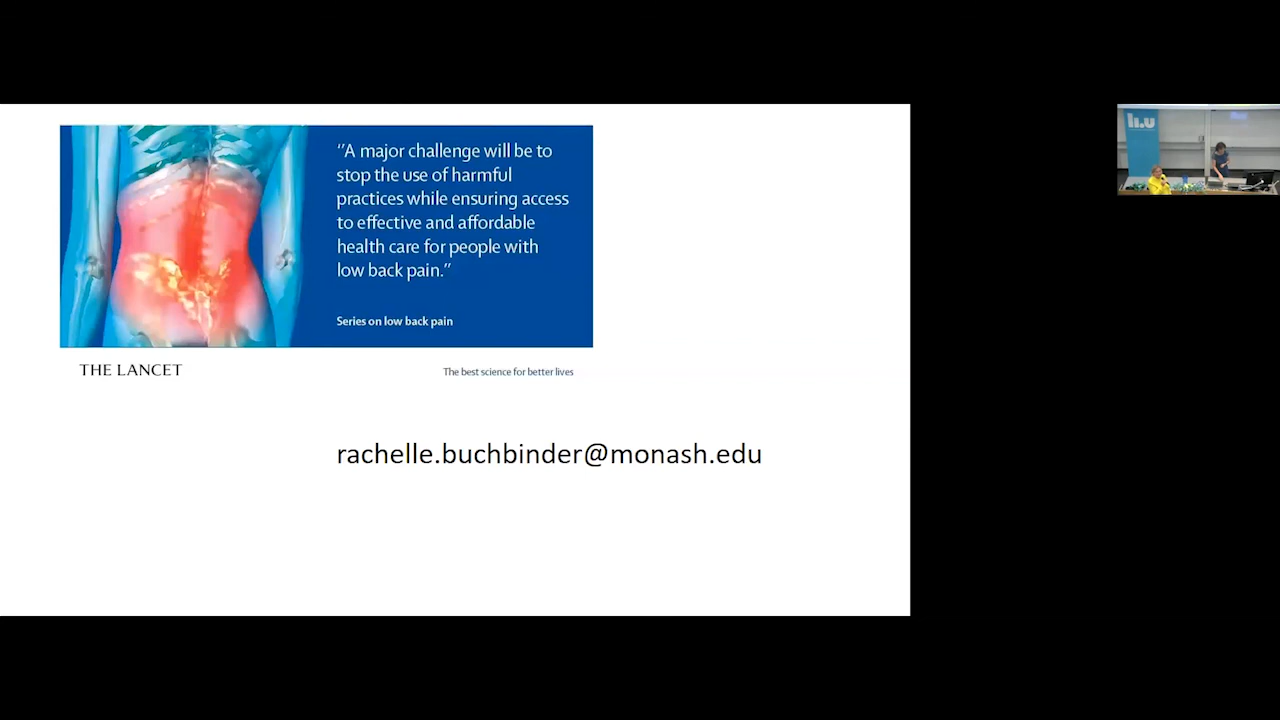 ‘’A major challenge will be to
stop the use of harmful
practices while ensuring access
to effective and affordable
health care for people with
low back pain.’’
Series on low back pain
THE LANCET
The best science for better lives
rachelle.buchbinder@monash.edu
li.u